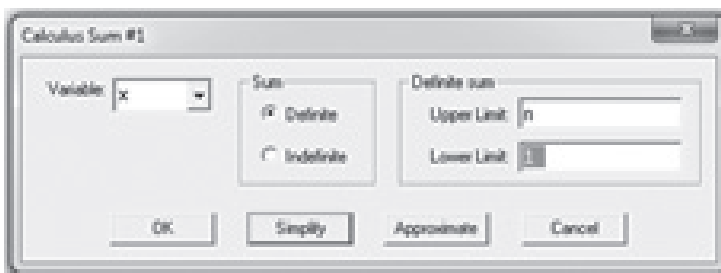 Calculus Sum #1
Variable: x
Sum
Definite
Indefinite
Definite sum
Upper Limit: n
Lower Limit: 1
OK
Simplify
Approximate
Cancel